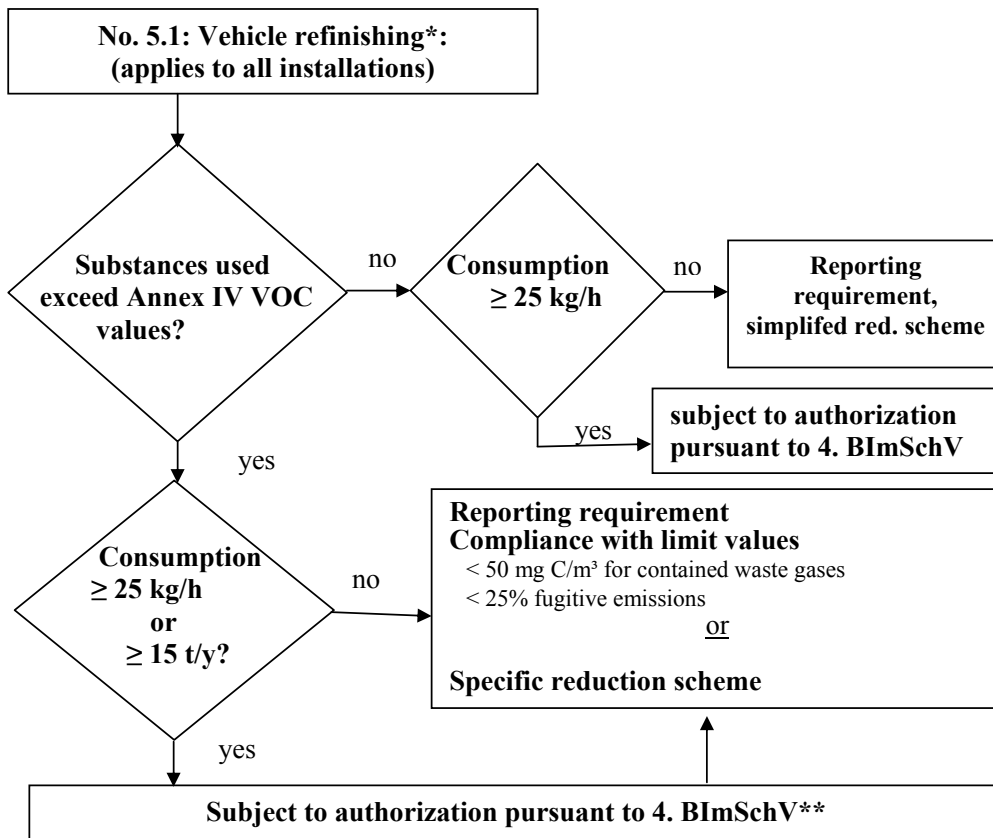 No. 5.1: Vehicle refinishing*:
(applies to all installations)
Substances used
exceed Annex IV VOC
values?
no
Consumption
≥ 25 kg/h
no
Reporting
requirement,
simplifed red. scheme
yes
subject to authorization
pursuant to 4. BImSchV
yes
Consumption
≥ 25 kg/h
or
≥ 15 t/y?
no
Reporting requirement
Compliance with limit values
< 50 mg C/m³ for contained waste gases
< 25% fugitive emissions
or
Specific reduction scheme
yes
Subject to authorization pursuant to 4. BImSchV**